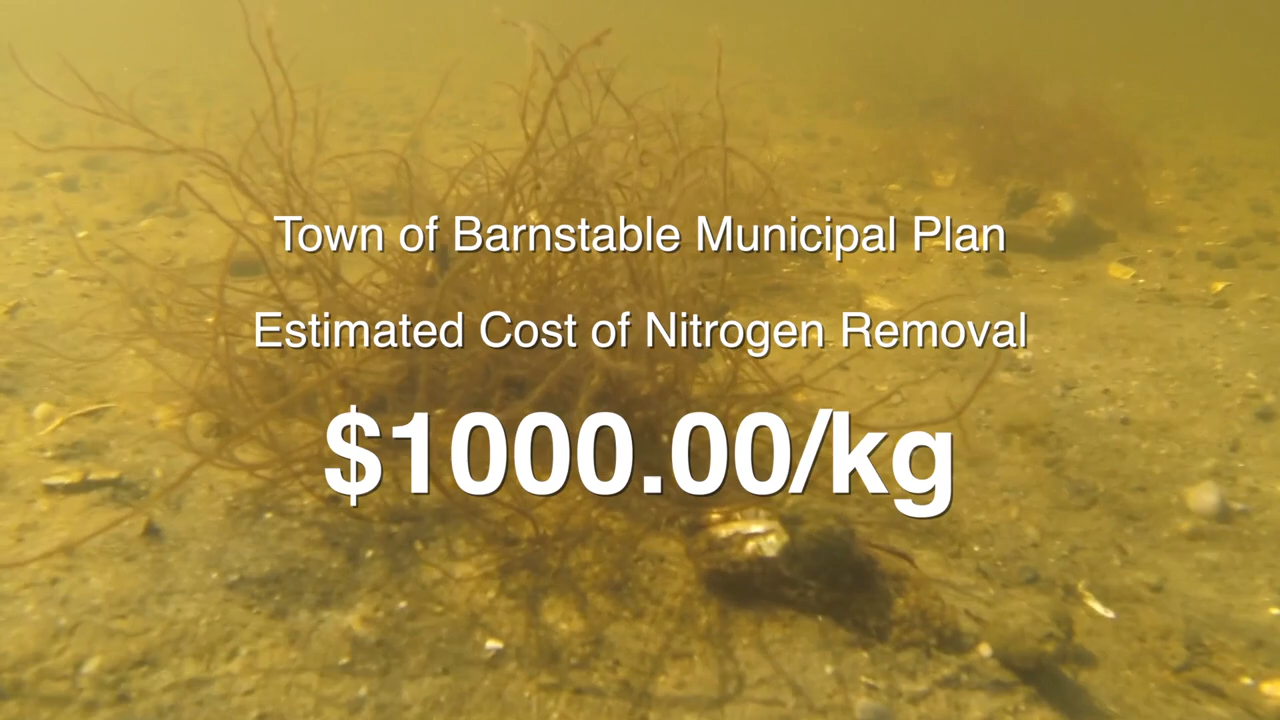 Town of Barnstable Municipal Plan
Estimated Cost of Nitrogen Removal
$1000.00/kg